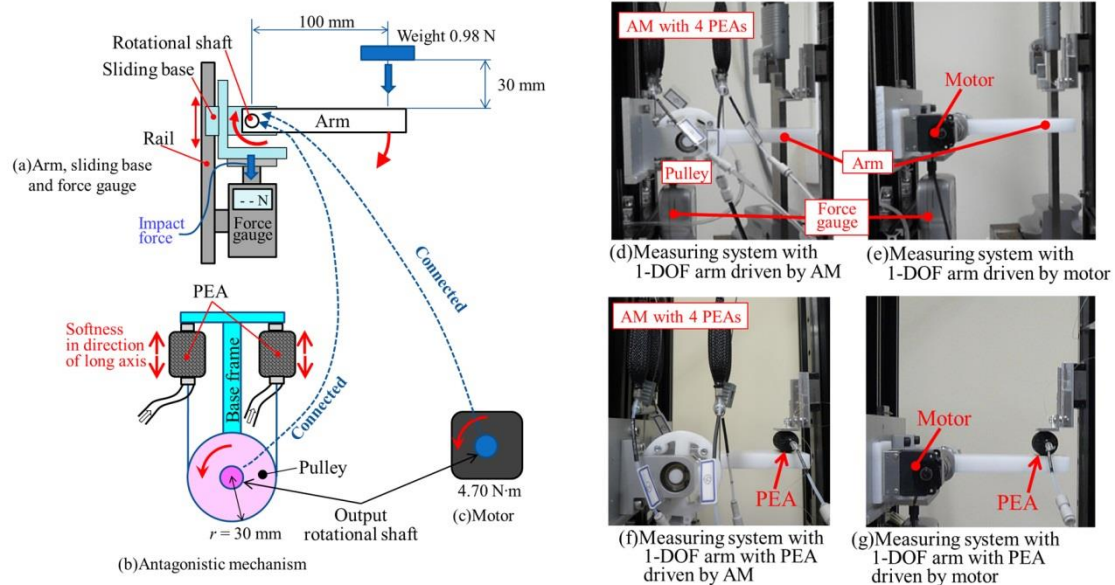 100 mm
Rotational shaft
Weight 0.98 N
Sliding base
30 mm
Arm
Rail
(a)Arm, sliding base
and force gauge
- - N
Impact
force
Force
gauge
Connected
PEA
Softness
in direction
of long axis
Base frame
Connected
Pulley
4.70 N·m
Output
rotational shaft
(c)Motor
r = 30 mm
(b)Antagonistic mechanism
AM with 4 PEAs
Motor
Arm
Pulley
Force
gauge
(d)Measuring system with
1-DOF arm driven by AM
(e)Measuring system with
1-DOF arm driven by motor
AM with 4 PEAs
Motor
PEA
PEA
(f)Measuring system with
1-DOF arm with PEA
driven by AM
(g)Measuring system with
1-DOF arm with PEA
driven by motor